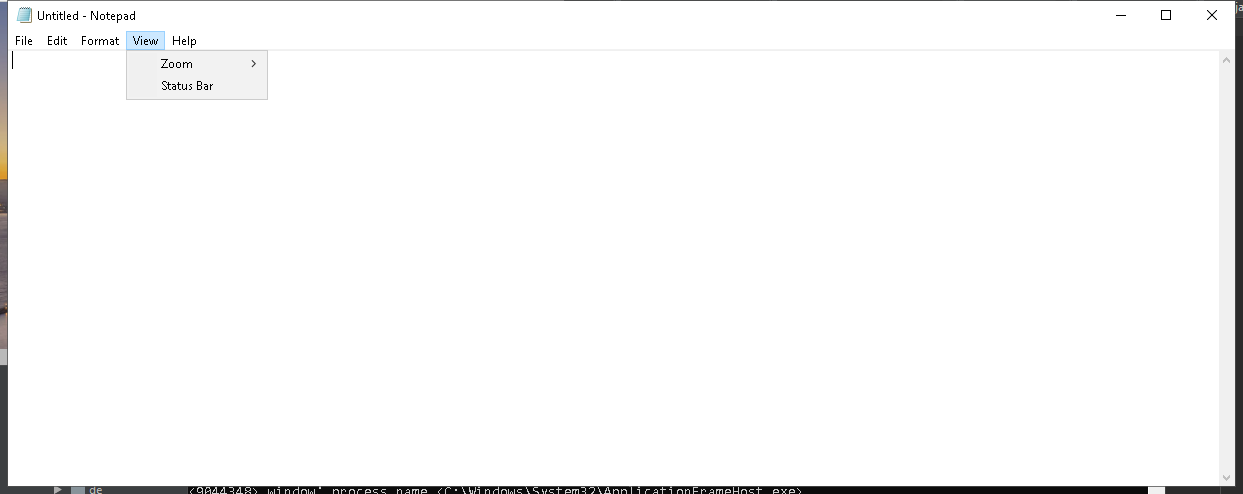 Untitled - Notepad
File Edit Format View Help
Zoom
Status Bar
ja
de <9044348> window' process name <C:\Windows\System32\ApplicationFrameHost.exe>